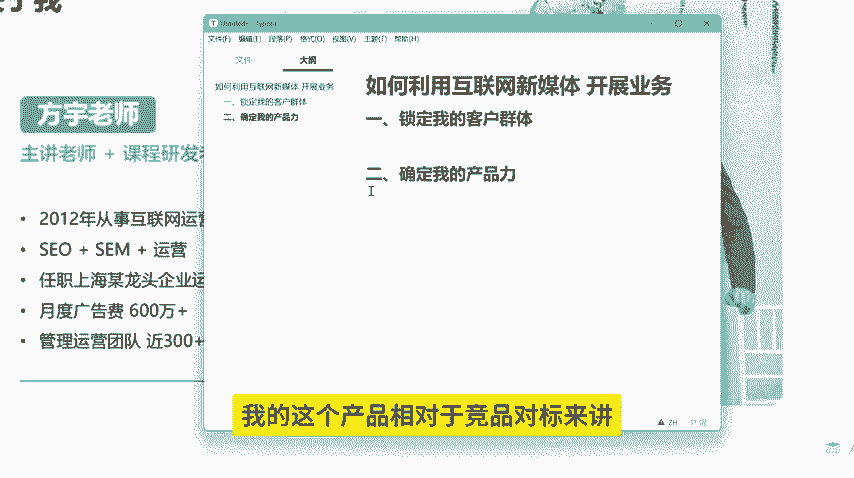 方宇老师
主讲老师 + 课程研发
• 2012年从事互联网运营
• SEO + SEM + 运营
• 任职上海某龙头企业运
• 月度广告费 600万+
• 管理运营团队 近300+
文件(F) 编辑(E) 段落(P) 格式(O) 视图(V) 主题(T) 帮助(H)
文件 大纲
如何利用互联网新媒体 开展业务
一、锁定我的客户群体
二、确定我的产品力
如何利用互联网新媒体 开展业务
一、锁定我的客户群体
二、确定我的产品力
ZH
我的这个产品相对于竞品对标来讲